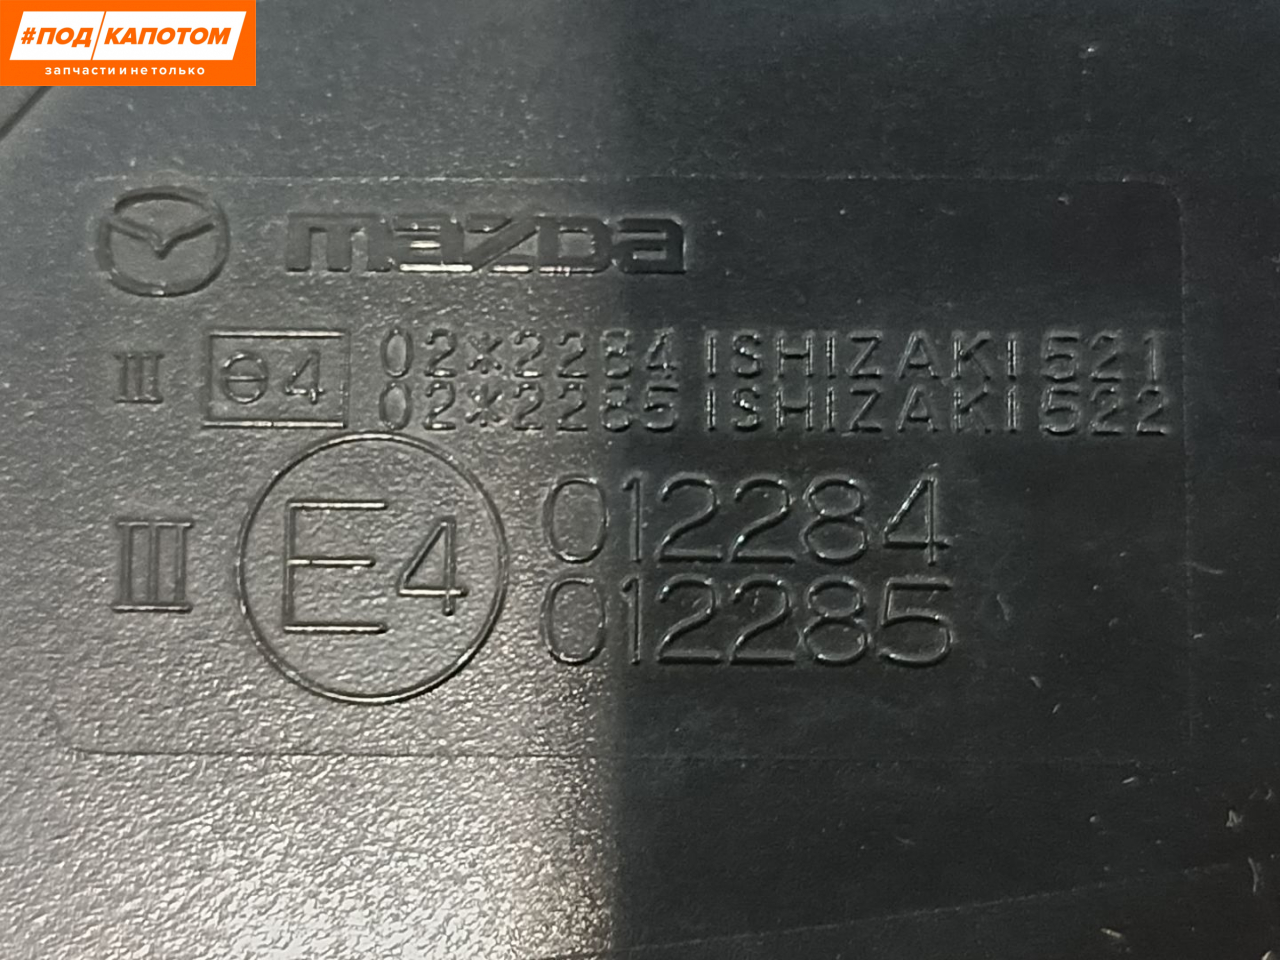 #ПОД КАПОТОМ
запчасти и не только
mazda
III e4 02*2284 ISHIZAKI 521
02*2285 ISHIZAKI 522
III E4 012284
012285